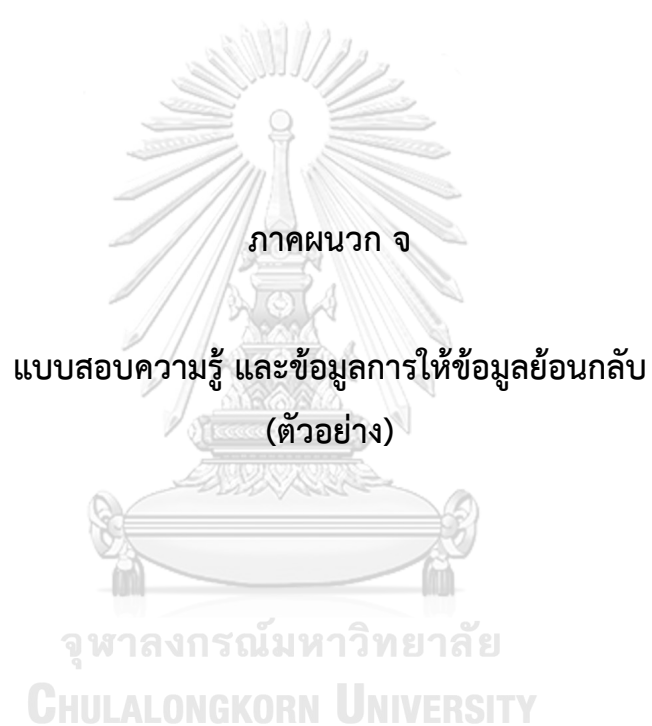 ภาคผนวก จ
แบบสอบความรู้ และข้อมูลการให้ข้อมูลย้อนกลับ
(ตัวอย่าง)
จุฬาลงกรณ์มหาวิทยาลัย
CHULALONGKORN UNIVERSITY